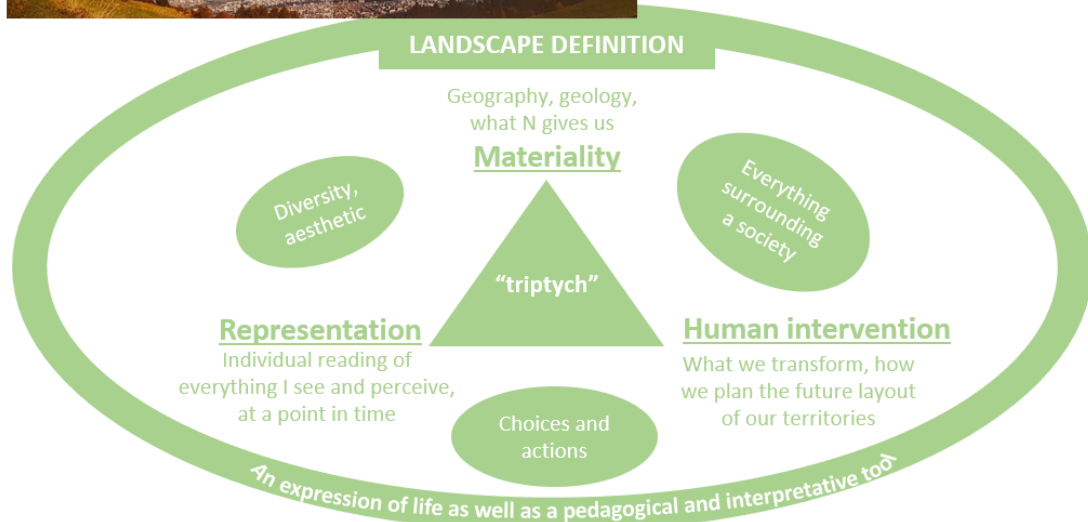 LANDSCAPE DEFINITION
Geography, geology,
what N gives us
Materiality
Diversity,
aesthetic
Everything
surrounding
a society
"triptych"
Representation
Individual reading of
everything I see and perceive,
at a point in time
Human intervention
What we transform, how
we plan the future layout
of our territories
Choices and
actions
An expression of life as well as a pedagogical and interpretative tool